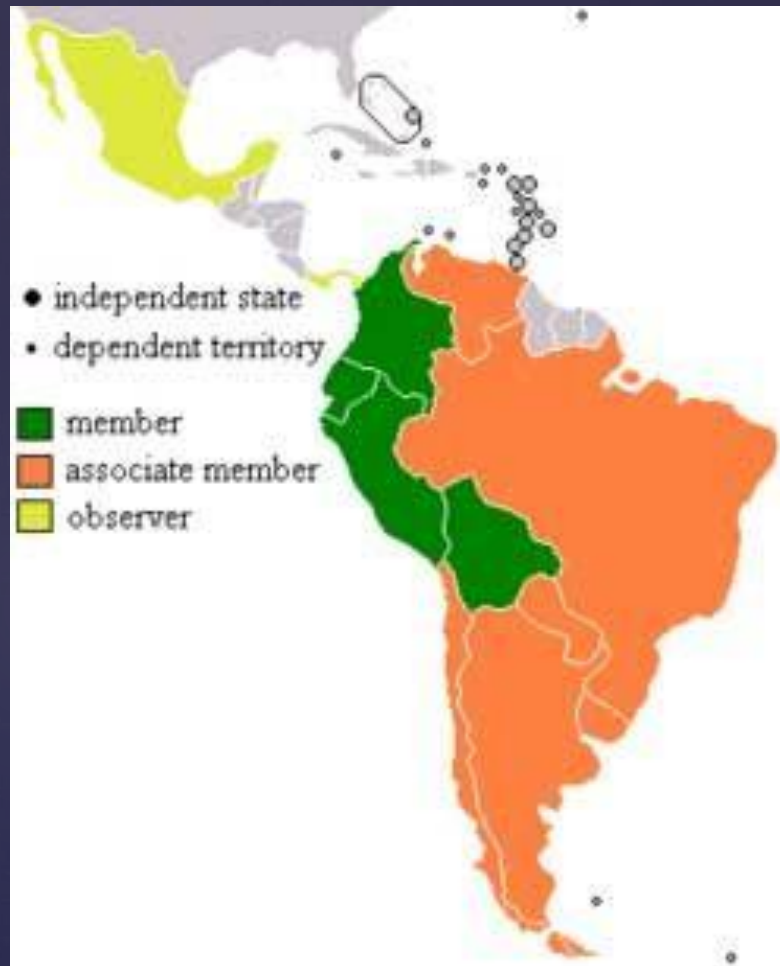 independent state
dependent territory
member
associate member
observer